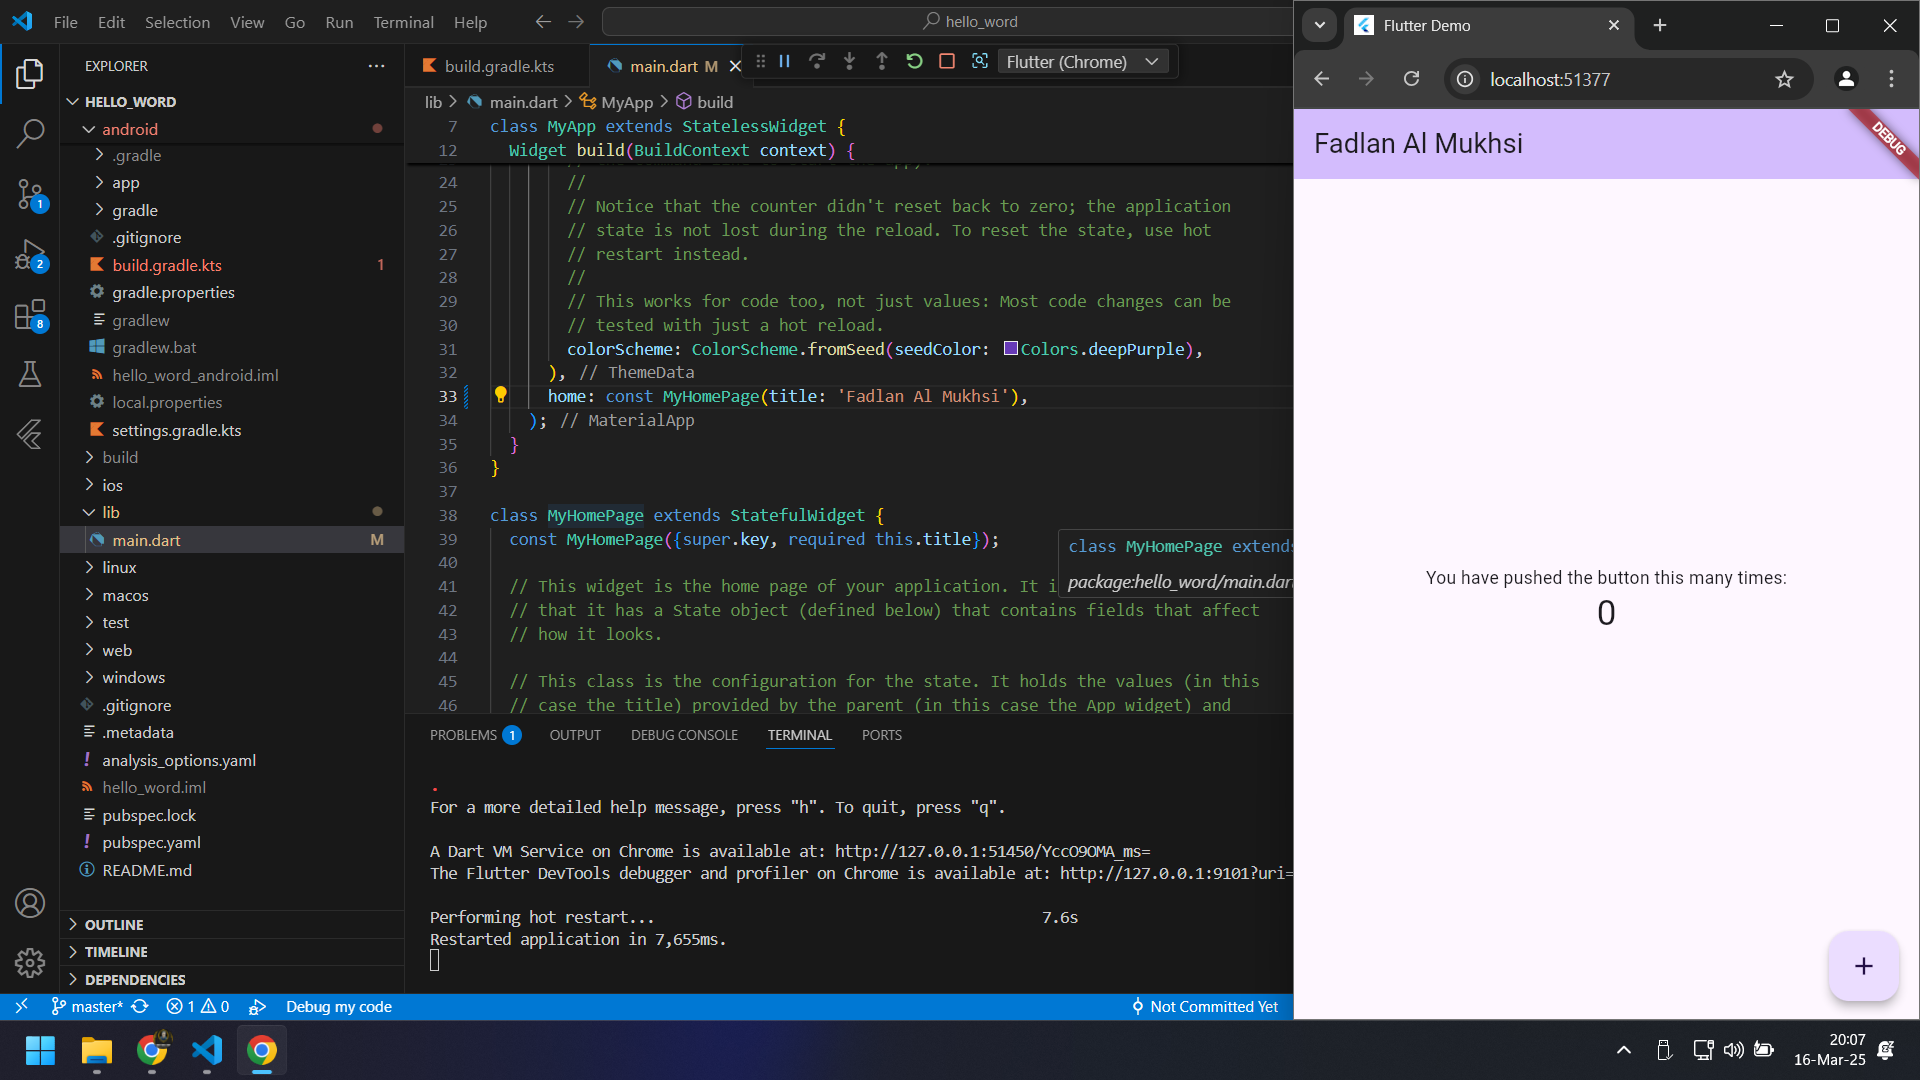 File Edit Selection View Go Run Terminal Help
hello_word
EXPLORER
HELLO_WORD
android
.gradle
app
gradle
.gitignore
build.gradle.kts 1
gradle.properties
gradlew
gradlew.bat
hello_word_android.iml
local.properties
settings.gradle.kts
build
ios
lib
main.dart M
linux
macos
test
web
windows
.gitignore
.metadata
analysis_options.yaml
hello_word.iml
pubspec.lock
pubspec.yaml
README.md
OUTLINE
TIMELINE
DEPENDENCIES
1
2
8
build.gradle.kts
main.dart M
Flutter (Chrome)
lib > main.dart > MyApp > build
7 class MyApp extends StatelessWidget {
12 Widget build(BuildContext context) {
24 //
25 // Notice that the counter didn't reset back to zero; the application
26 // state is not lost during the reload. To reset the state, use hot
27 // restart instead.
28 //
29 // This works for code too, not just values: Most code changes can be
30 // tested with just a hot reload.
31 colorScheme: ColorScheme.fromSeed(seedColor: Colors.deepPurple),
32 ), // ThemeData
33 home: const MyHomePage(title: 'Fadlan Al Mukhsi'),
34 ); // MaterialApp
35 }
36 }
37
38 class MyHomePage extends StatefulWidget {
39 const MyHomePage({super.key, required this.title});
40
41 // This widget is the home page of your application. It i
42 // that it has a State object (defined below) that contains fields that affect
43 // how it looks.
44
45 // This class is the configuration for the state. It holds the values (in this
46 // case the title) provided by the parent (in this case the App widget) and
class MyHomePage extends
package:hello_word/main.dart
PROBLEMS 1 OUTPUT DEBUG CONSOLE TERMINAL PORTS
.
For a more detailed help message, press "h". To quit, press "q".
A Dart VM Service on Chrome is available at: http://127.0.0.1:51450/YccO9OMA_ms=
The Flutter DevTools debugger and profiler on Chrome is available at: http://127.0.0.1:9101?uri=
Performing hot restart... 7.6s
Restarted application in 7,655ms.
master* 1 0 Debug my code Not Committed Yet
Flutter Demo
localhost:51377
Fadlan Al Mukhsi
DEBUG
You have pushed the button this many times:
0
+
20:07
16-Mar-25